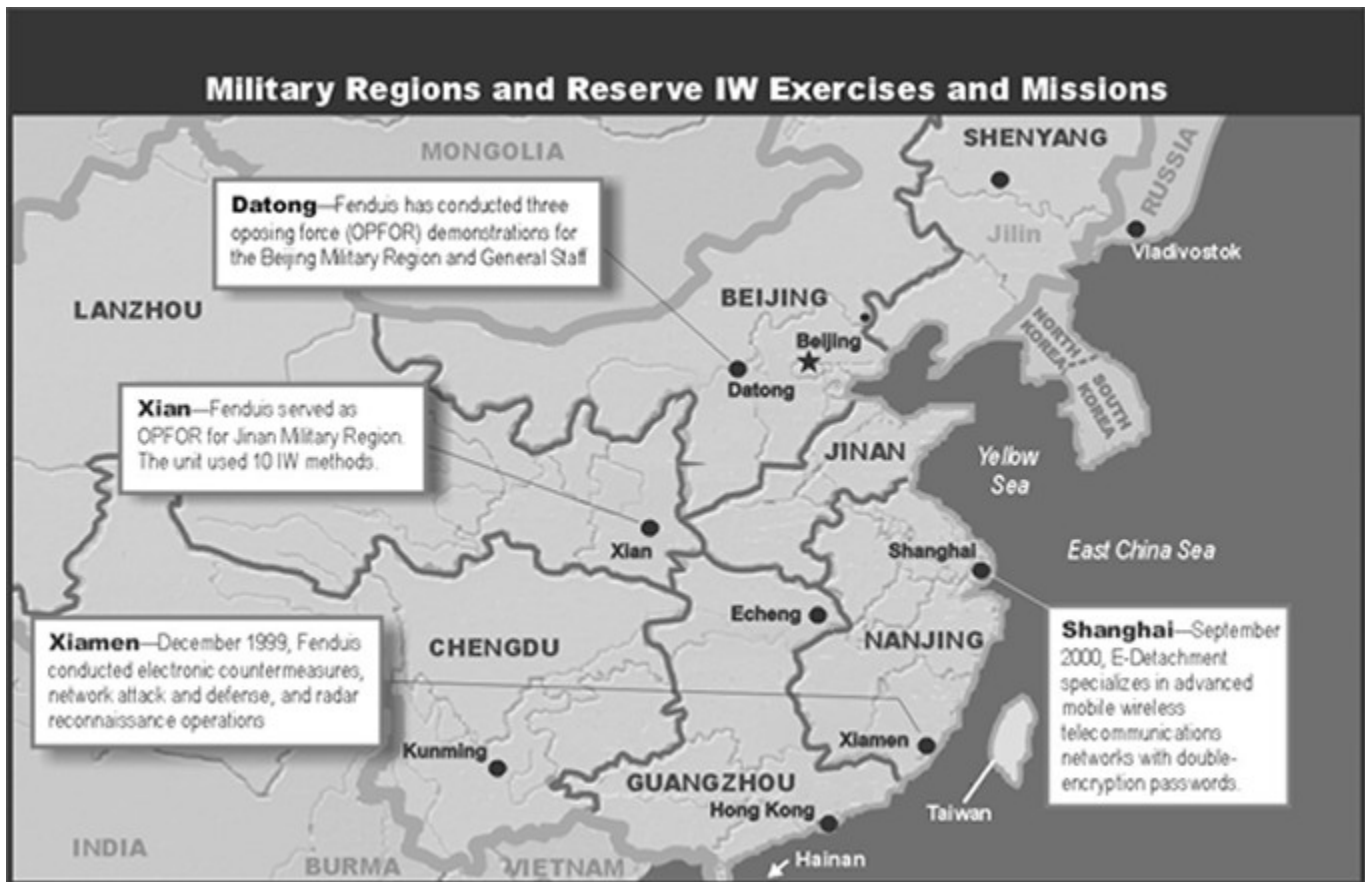 Military Regions and Reserve IW Exercises and Missions
MONGOLIA
SHENYANG
RUSSIA
Jilin
Vladivostok
Datong—Fenduis has conducted three
oposing force (OPFOR) demonstrations for
the Beijing Military Region and General Staff
LANZHOU
BEIJING
Beijing
Datong
NORTH
KOREA
SOUTH
KOREA
Xian—Fenduis served as
OPFOR for Jinan Military Region.
The unit used 10 IW methods.
JINAN
Yellow
Sea
Xian
Shanghai
East China Sea
Echeng
NANJING
Xiamen—December 1999, Fenduis
conducted electronic countermeasures,
network attack and defense, and radar
reconnaissance operations
CHENGDU
Shanghai—September
2000, E-Detachment
specializes in advanced
mobile wireless
telecommunications
networks with double-
encryption passwords.
Kunming
Xiamen
GUANGZHOU
Hong Kong
Taiwan
INDIA
BURMA
VIETNAM
Hainan